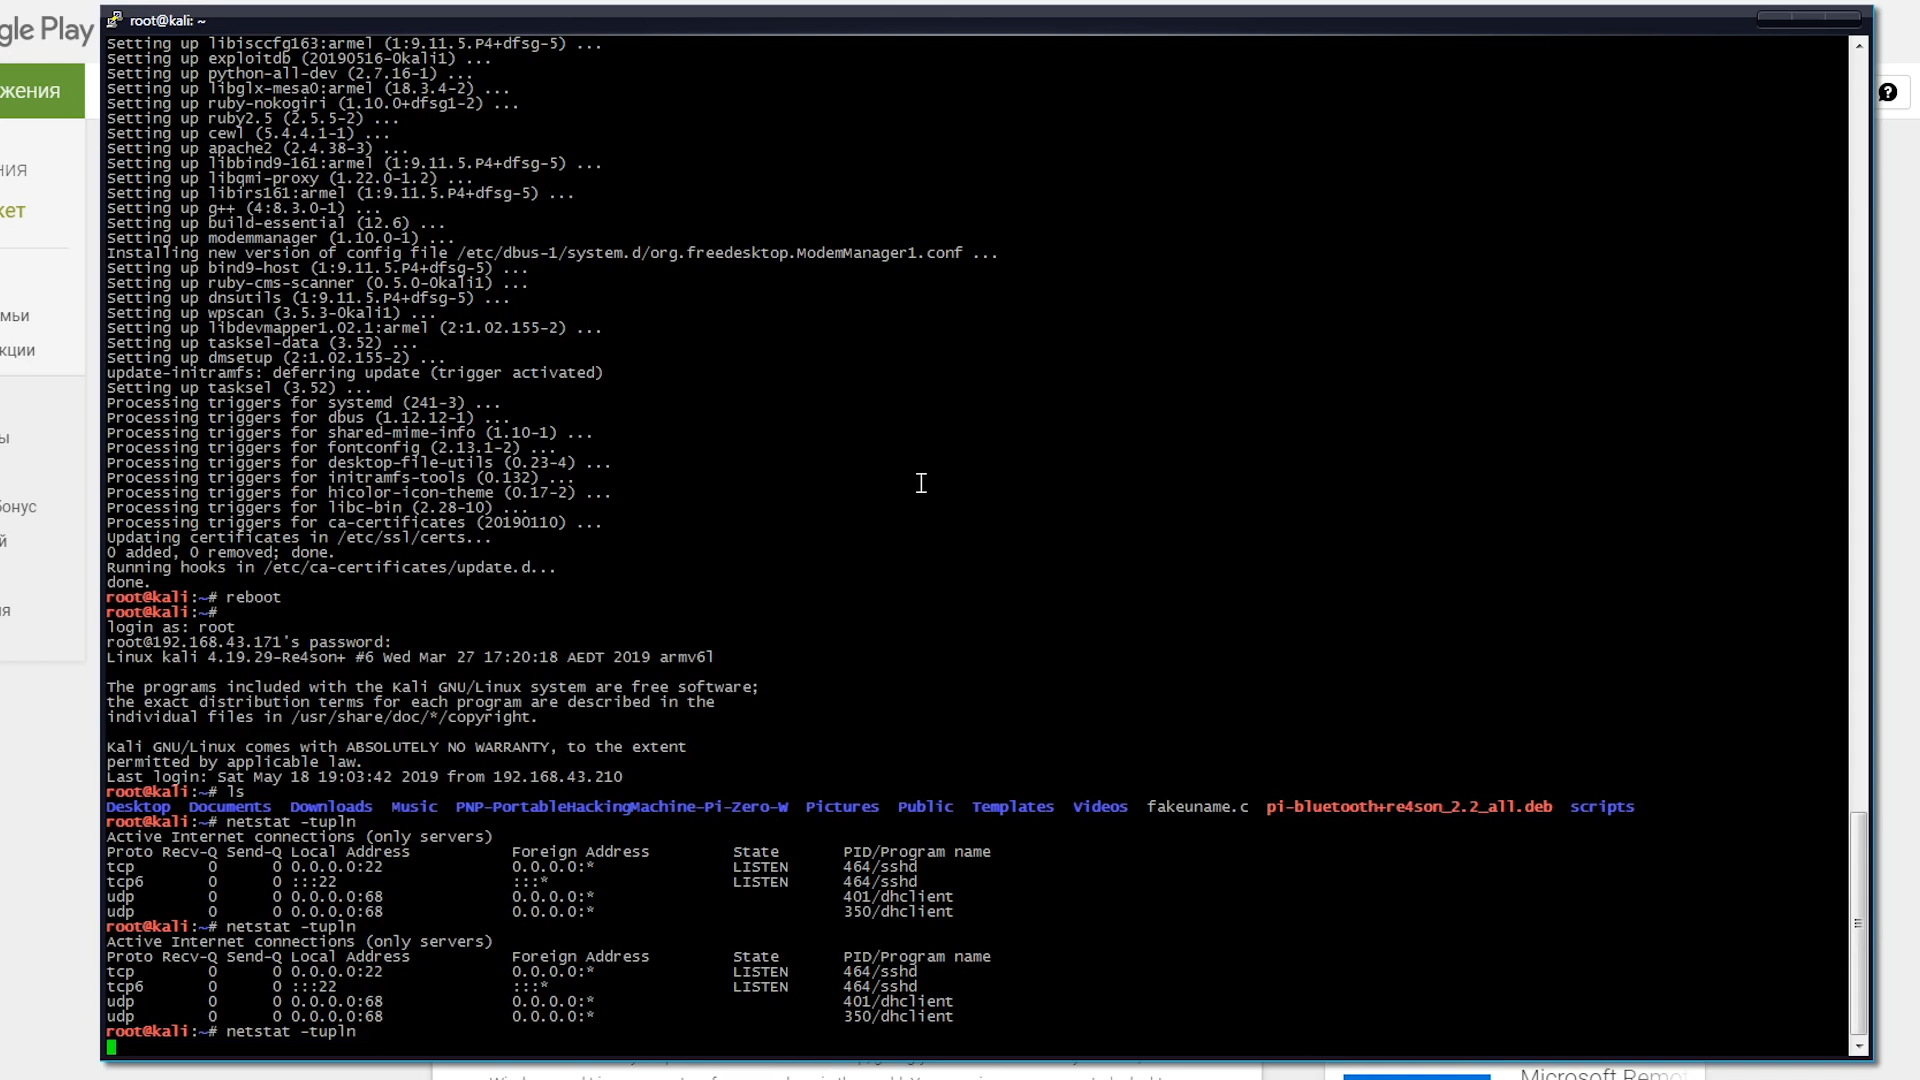 gle Play
жения
ния
кет
мьи
кции
ы
бонус
й
ия
root@kali: ~
Setting up libisccfg163:armel (1:9.11.5.P4+dfsg-5) ...
Setting up exploitdb (20190516-0kali1) ...
Setting up python-all-dev (2.7.16-1) ...
Setting up libglx-mesa0:armel (18.3.4-2) ...
Setting up ruby-nokogiri (1.10.0+dfsg1-2) ...
Setting up ruby2.5 (2.5.5-2) ...
Setting up cewl (5.4.4.1-1) ...
Setting up apache2 (2.4.38-3) ...
Setting up libbind9-161:armel (1:9.11.5.P4+dfsg-5) ...
Setting up libqmi-proxy (1.22.0-1.2) ...
Setting up libirs161:armel (1:9.11.5.P4+dfsg-5) ...
Setting up g++ (4:8.3.0-1) ...
Setting up build-essential (12.6) ...
Setting up modemmanager (1.10.0-1) ...
Installing new version of config file /etc/dbus-1/system.d/org.freedesktop.ModemManager1.conf ...
Setting up bind9-host (1:9.11.5.P4+dfsg-5) ...
Setting up ruby-cms-scanner (0.5.0-0kali1) ...
Setting up dnsutils (1:9.11.5.P4+dfsg-5) ...
Setting up wpscan (3.5.3-0kali1) ...
Setting up libdevmapper1.02.1:armel (2:1.02.155-2) ...
Setting up tasksel-data (3.52) ...
Setting up dmsetup (2:1.02.155-2) ...
update-initramfs: deferring update (trigger activated)
Setting up tasksel (3.52) ...
Processing triggers for systemd (241-3) ...
Processing triggers for dbus (1.12.12-1) ...
Processing triggers for shared-mime-info (1.10-1) ...
Processing triggers for fontconfig (2.13.1-2) ...
Processing triggers for desktop-file-utils (0.23-4) ...
Processing triggers for initramfs-tools (0.132) ...
Processing triggers for hicolor-icon-theme (0.17-2) ...
Processing triggers for libc-bin (2.28-10) ...
Processing triggers for ca-certificates (20190110) ...
Updating certificates in /etc/ssl/certs...
0 added, 0 removed; done.
Running hooks in /etc/ca-certificates/update.d...
done.
root@kali:~# reboot
root@kali:~#
login as: root
root@192.168.43.171's password:
Linux kali 4.19.29-Re4son+ #6 Wed Mar 27 17:20:18 AEDT 2019 armv6l
The programs included with the Kali GNU/Linux system are free software;
the exact distribution terms for each program are described in the
individual files in /usr/share/doc/*/copyright.
Kali GNU/Linux comes with ABSOLUTELY NO WARRANTY, to the extent
permitted by applicable law.
Last login: Sat May 18 19:03:42 2019 from 192.168.43.210
root@kali:~# ls
Desktop Documents Downloads Music PNP-PortableHackingMachine-Pi-Zero-W Pictures Public Templates Videos fakeuname.c pi-bluetooth+re4son_2.2_all.deb scripts
root@kali:~# netstat -tupln
Active Internet connections (only servers)
Proto Recv-Q Send-Q Local Address Foreign Address State PID/Program name
tcp 0 0 0.0.0.0:22 0.0.0.0:* LISTEN 464/sshd
tcp6 0 0 :::22 :::* LISTEN 464/sshd
udp 0 0 0.0.0.0:68 0.0.0.0:* 401/dhclient
udp 0 0 0.0.0.0:68 0.0.0.0:* 350/dhclient
root@kali:~# netstat -tupln
Active Internet connections (only servers)
Proto Recv-Q Send-Q Local Address Foreign Address State PID/Program name
tcp 0 0 0.0.0.0:22 0.0.0.0:* LISTEN 464/sshd
tcp6 0 0 :::22 :::* LISTEN 464/sshd
udp 0 0 0.0.0.0:68 0.0.0.0:* 401/dhclient
udp 0 0 0.0.0.0:68 0.0.0.0:* 350/dhclient
root@kali:~# netstat -tupln
Microsoft Remot